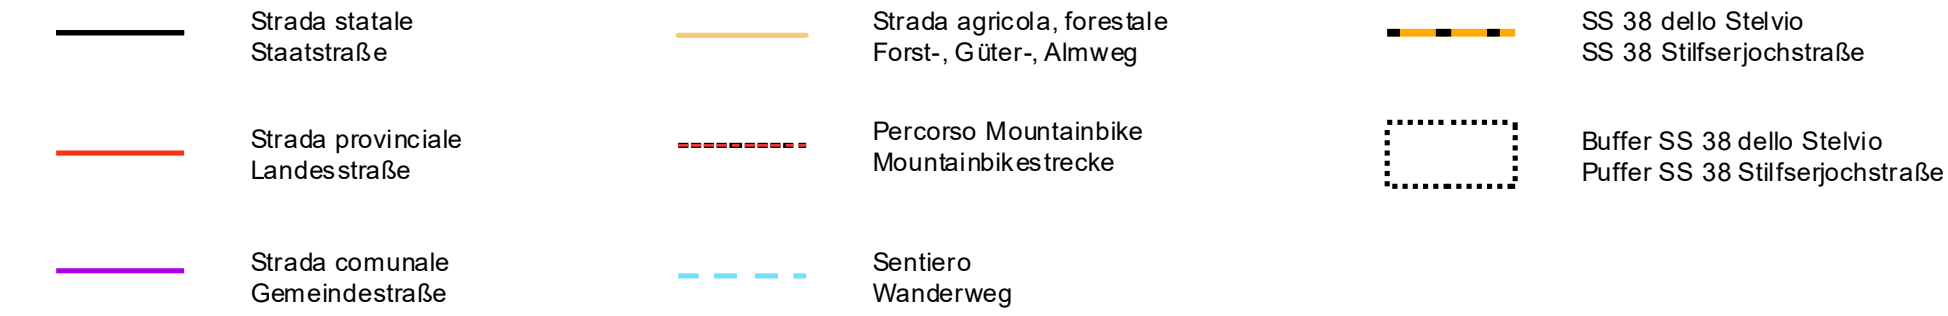 Strada statale
Staatstraße
Strada provinciale
Landesstraße
Strada comunale
Gemeindestraße
Strada agricola, forestale
Forst-, Güter-, Almweg
Percorso Mountainbike
Mountainbikestrecke
Sentiero
Wanderweg
SS 38 dello Stelvio
SS 38 Stilfserjochstraße
Buffer SS 38 dello Stelvio
Puffer SS 38 Stilfserjochstraße